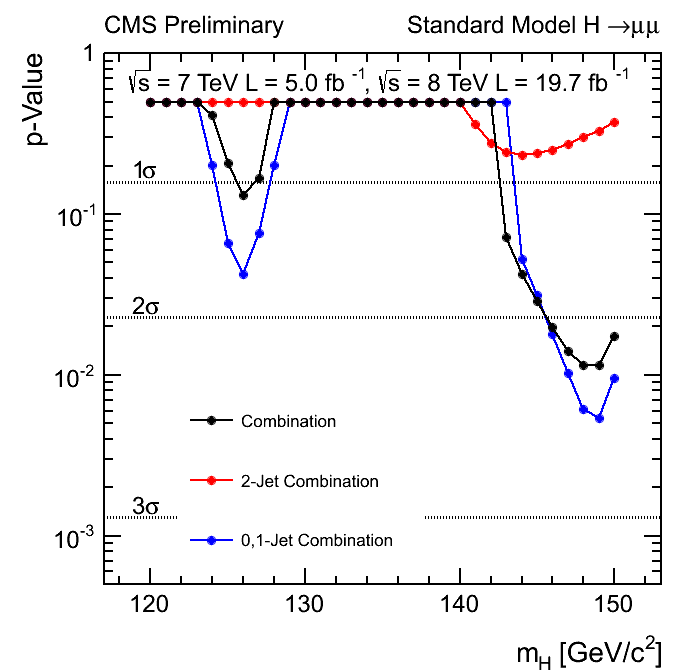 CMS Preliminary Standard Model H →μμ
√s = 7 TeV L = 5.0 fb⁻¹, √s = 8 TeV L = 19.7 fb⁻¹
p-Value
1
1σ
10⁻¹
2σ
10⁻²
Combination
2-Jet Combination
3σ
10⁻³
0,1-Jet Combination
120 130 140 150
m_H [GeV/c²]